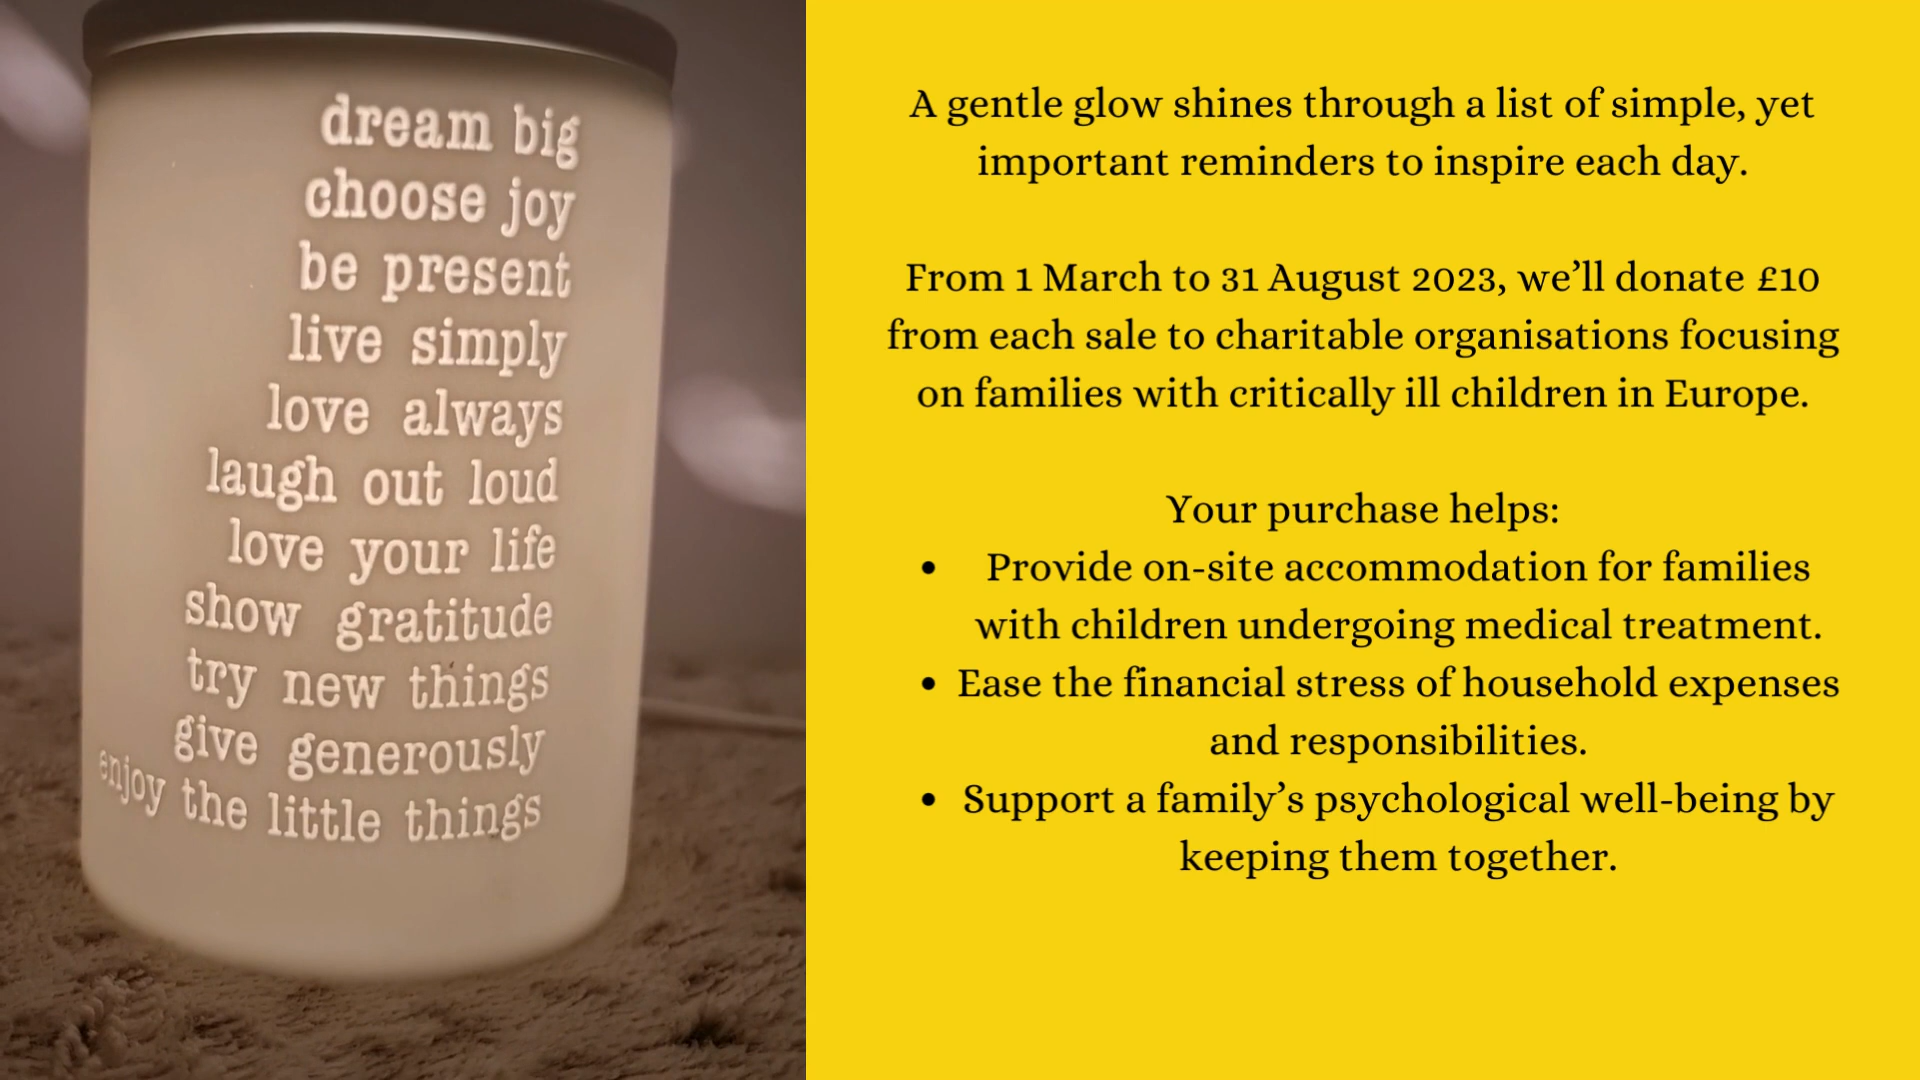 dream big
choose joy
be present
live simply
love always
laugh out loud
love your life
show gratitude
try new things
give generously
enjoy the little things
A gentle glow shines through a list of simple, yet
important reminders to inspire each day.
From 1 March to 31 August 2023, we’ll donate £10
from each sale to charitable organisations focusing
on families with critically ill children in Europe.
Your purchase helps:
• Provide on-site accommodation for families
with children undergoing medical treatment.
• Ease the financial stress of household expenses
and responsibilities.
• Support a family’s psychological well-being by
keeping them together.